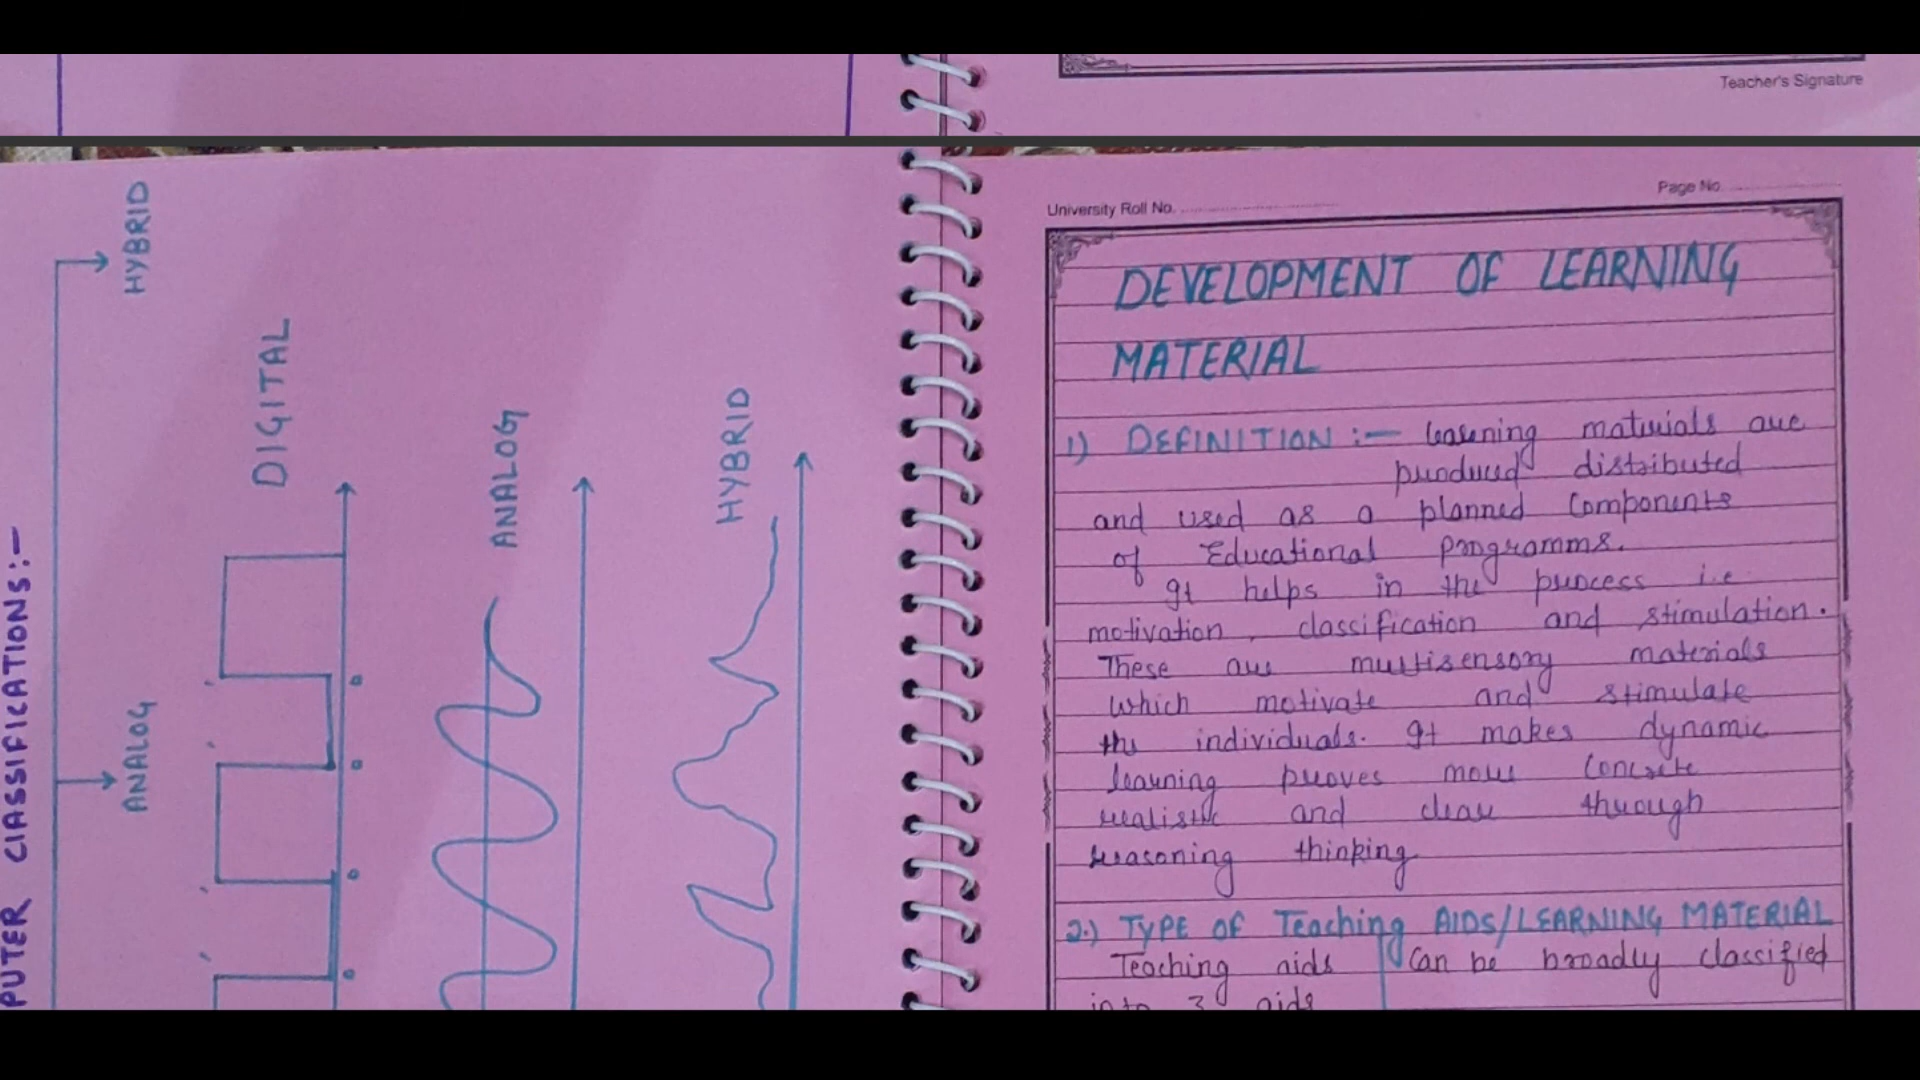 Teacher's Signature
PUTER ClASSIFICATIONS:-
HYBRID
ANALOG
DIGITAL
ANALOG
HYBRID
University Roll No.
Page No.
DEVELOPMENT OF LEARNING
MATERIAL
1) DEFINITION :- learning materials are
produced distributed
and used as a planned Components
of Educational programms.
It helps in the process i.e
motivation, classification and stimulation.
These are multisensory materials
which motivate and stimulate
the individuals. It makes dynamic
learning proves more Concrete
realistic and clear through
reasoning thinking
2.) TYPE OF Teaching AIDS/LEARNING MATERIAL
Teaching aids Can be broadly classified
into 3 aids